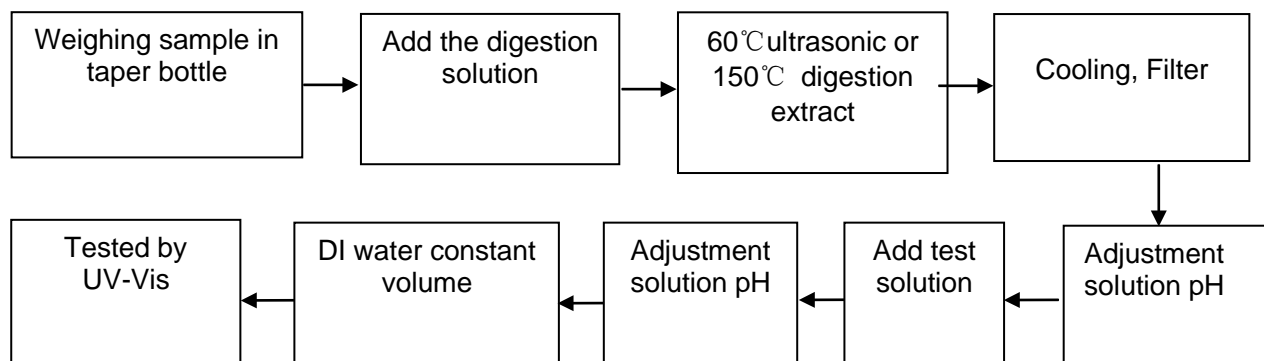 Weighing sample in
taper bottle
Add the digestion
solution
60℃ultrasonic or
150℃ digestion
extract
Cooling, Filter
Adjustment
solution pH
Add test
solution
Adjustment
solution pH
DI water constant
volume
Tested by
UV-Vis